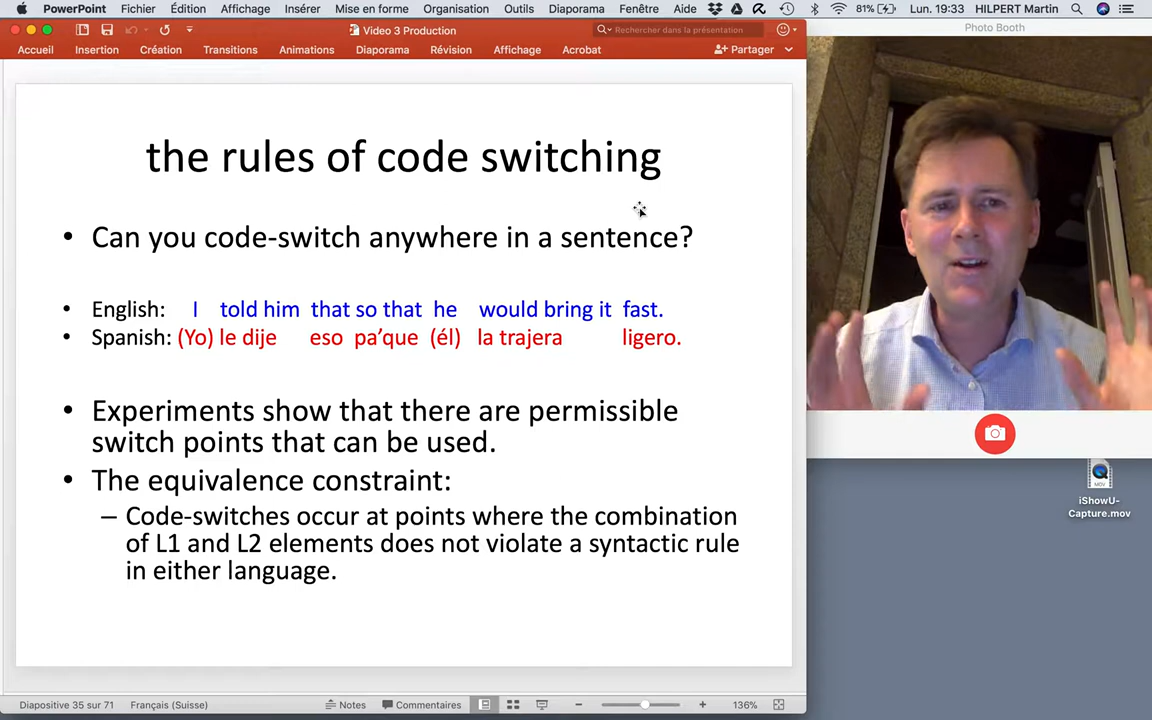 PowerPoint Fichier Édition Affichage Insérer Mise en forme Organisation Outils Diaporama Fenêtre Aide 81% Lun. 19:33 HILPERT Martin
Video 3 Production
Rechercher dans la présentation
Photo Booth
Accueil Insertion Création Transitions Animations Diaporama Révision Affichage Acrobat Partager
the rules of code switching
• Can you code-switch anywhere in a sentence?
• English: I told him that so that he would bring it fast.
• Spanish: (Yo) le dije eso pa’que (él) la trajera ligero.
• Experiments show that there are permissible
switch points that can be used.
• The equivalence constraint:
– Code-switches occur at points where the combination
of L1 and L2 elements does not violate a syntactic rule
in either language.
MOV
iShowU-
Capture.mov
Diapositive 35 sur 71 Français (Suisse) Notes Commentaires 136%